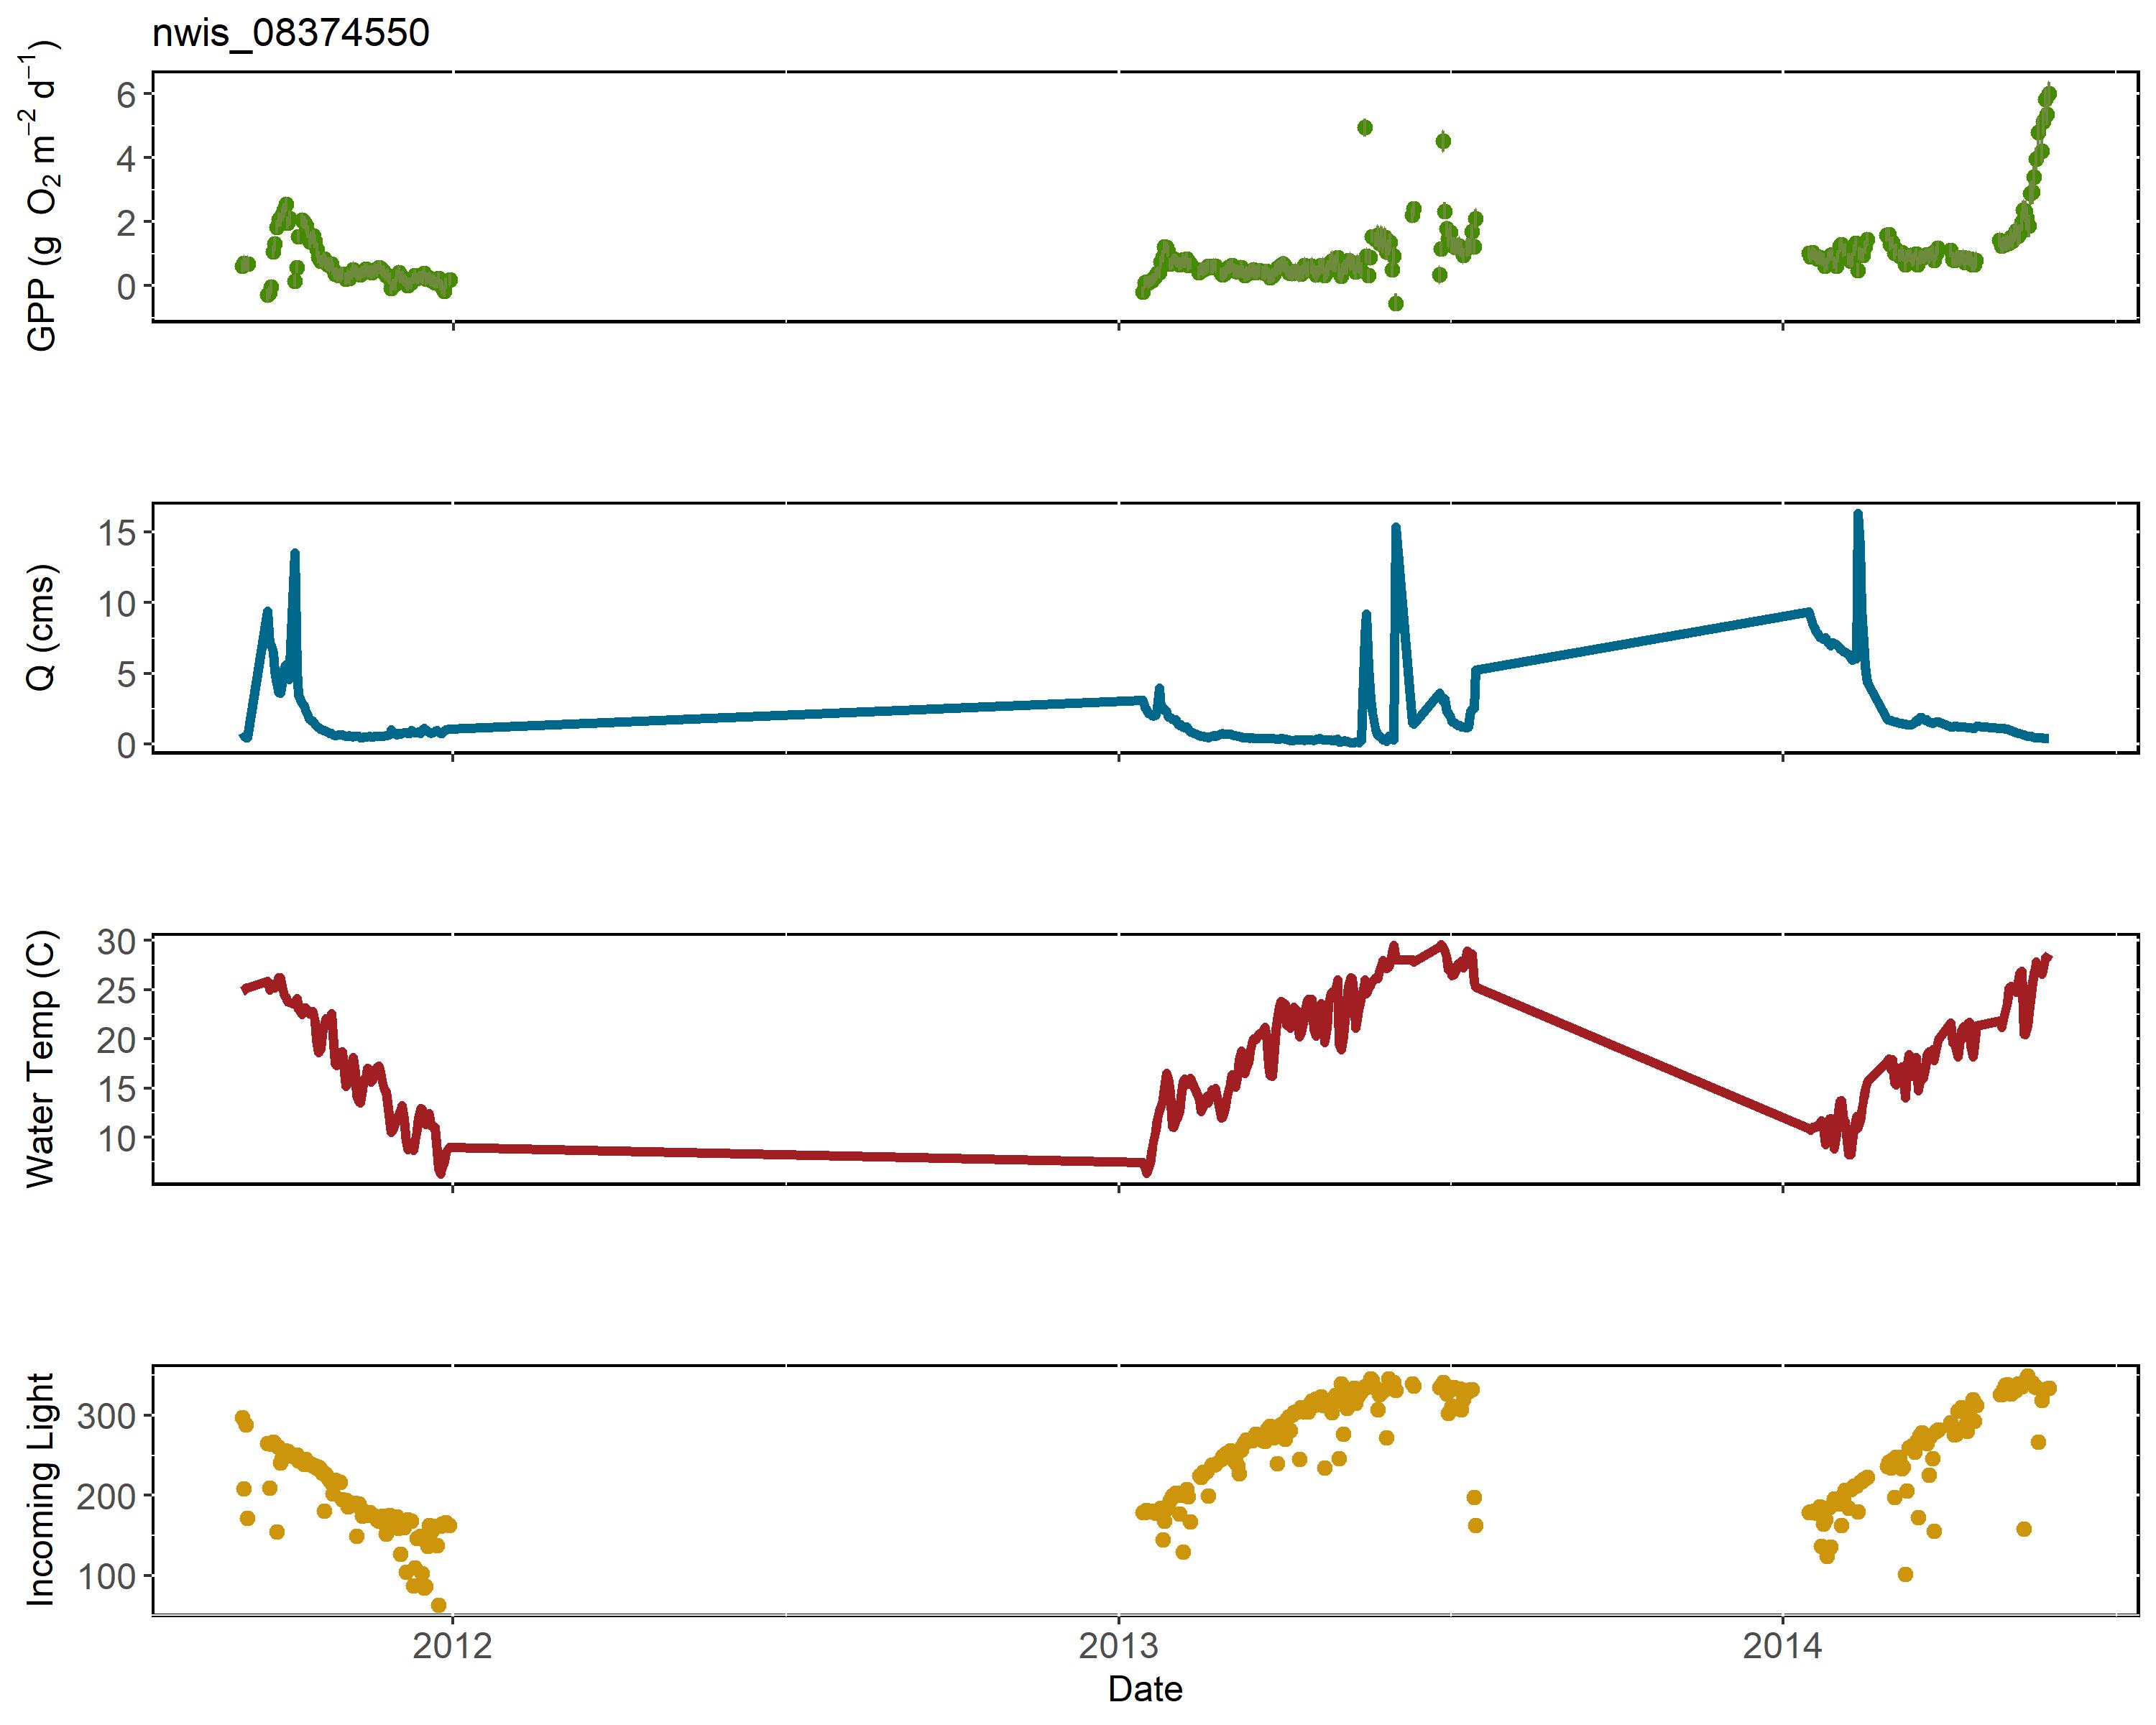 nwis_08374550
GPP (g O₂ m⁻² d⁻¹)
6
4
2
0
Q (cms)
15
10
5
0
Water Temp (C)
30
25
20
15
10
Incoming Light
300
200
100
2012 2013 2014
Date